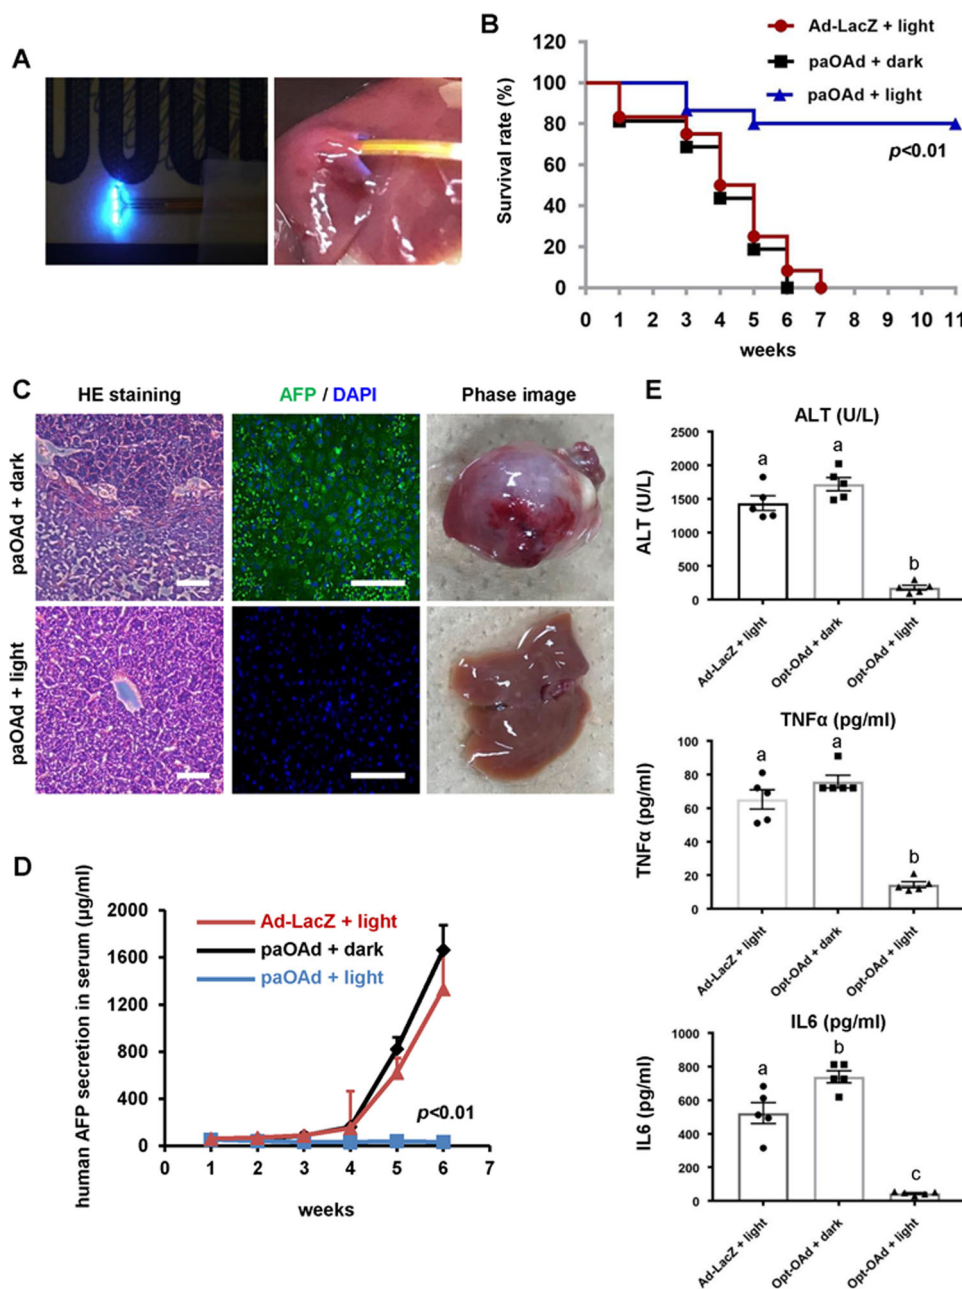 A
B
Ad-LacZ + light
paOAd + dark
paOAd + light
p<0.01
Survival rate (%)
120
100
80
60
40
20
0
0 1 2 3 4 5 6 7 8 9 10 11
weeks
C
HE staining
AFP / DAPI
Phase image
paOAd + dark
paOAd + light
D
human AFP secretion in serum (µg/ml)
2000
1600
1200
800
400
0
Ad-LacZ + light
paOAd + dark
paOAd + light
p<0.01
0 1 2 3 4 5 6 7
weeks
E
ALT (U/L)
ALT (U/L)
2500
2000
1500
1000
500
0
a
a
b
Ad-LacZ + light
Opt-OAd + dark
Opt-OAd + light
TNFα (pg/ml)
TNFα (pg/ml)
80
60
40
20
0
a
a
b
Ad-LacZ + light
Opt-OAd + dark
Opt-OAd + light
IL6 (pg/ml)
IL6 (pg/ml)
1000
800
600
400
200
0
a
b
c
Ad-LacZ + light
Opt-OAd + dark
Opt-OAd + light